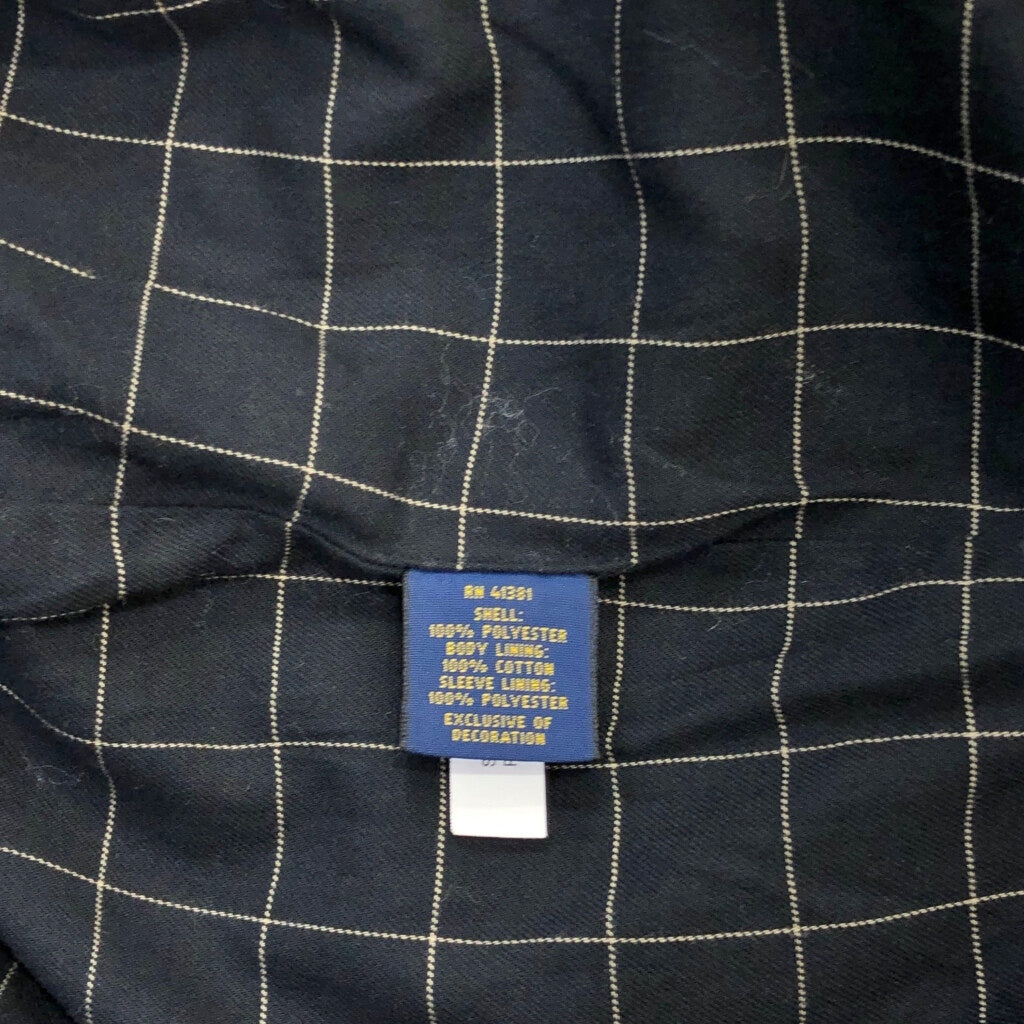 RN 41381
SHELL:
100% POLYESTER
BODY LINING:
100% COTTON
SLEEVE LINING:
100% POLYESTER
EXCLUSIVE OF
DECORATION